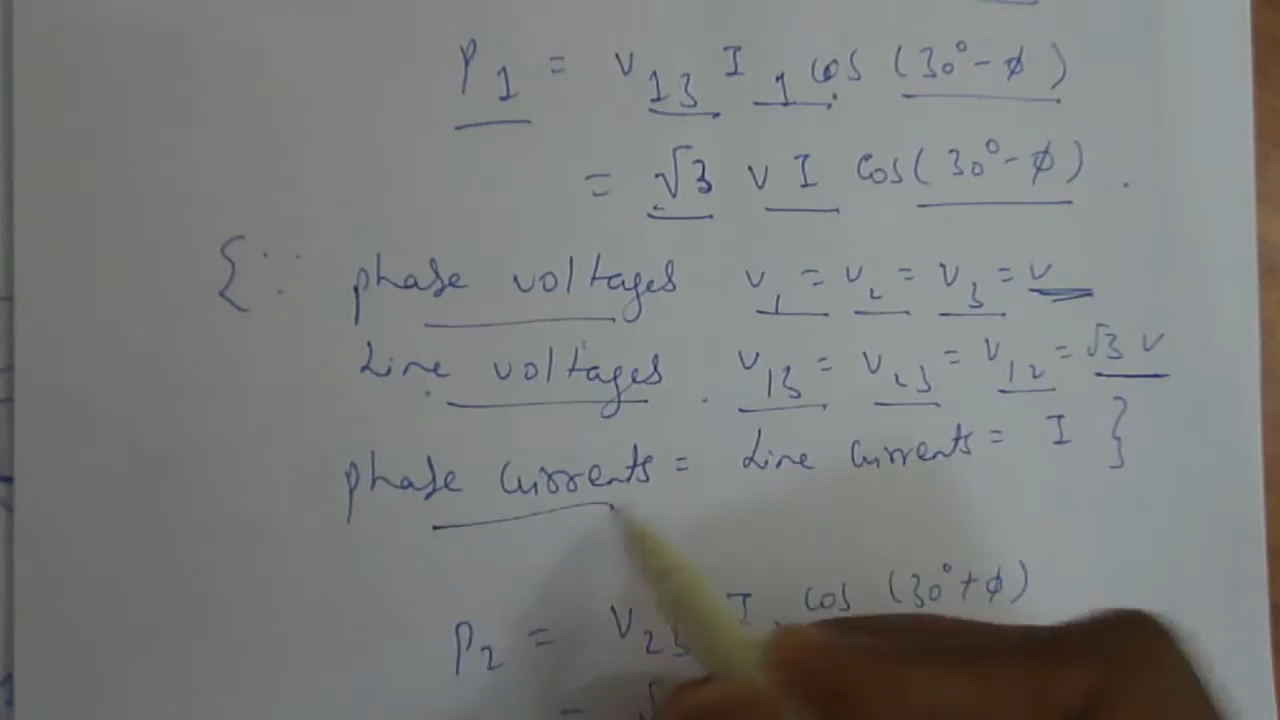 P1 = V13 I1 cos (30° - ϕ)
= √3 V I cos (30° - ϕ) .
{ ∵ phase voltages V1 = V2 = V3 = V
Line voltages . V13 = V23 = V12 = √3 V
phase currents = Line currents = I }
P2 = V23 I cos (30° + ϕ)
= √